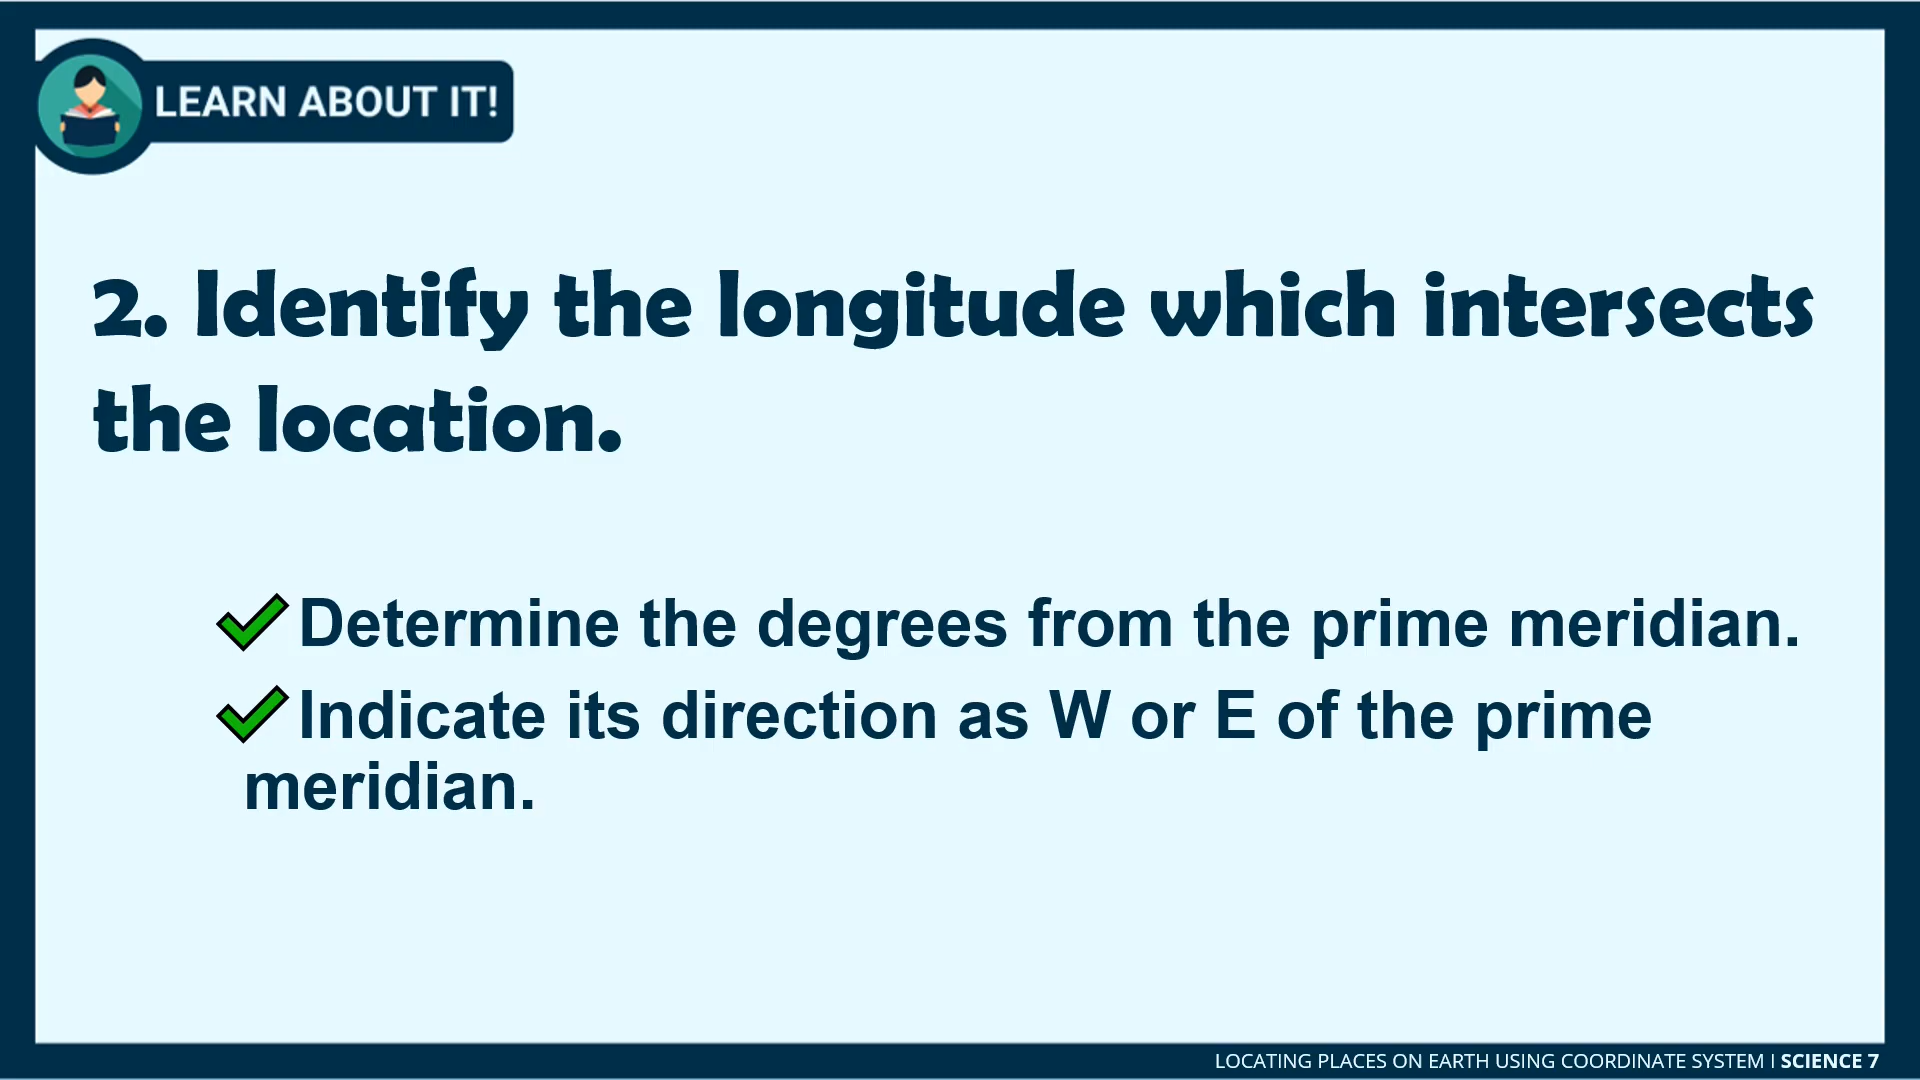 LEARN ABOUT IT!
2. Identify the longitude which intersects
the location.
Determine the degrees from the prime meridian.
Indicate its direction as W or E of the prime
meridian.
LOCATING PLACES ON EARTH USING COORDINATE SYSTEM I SCIENCE 7